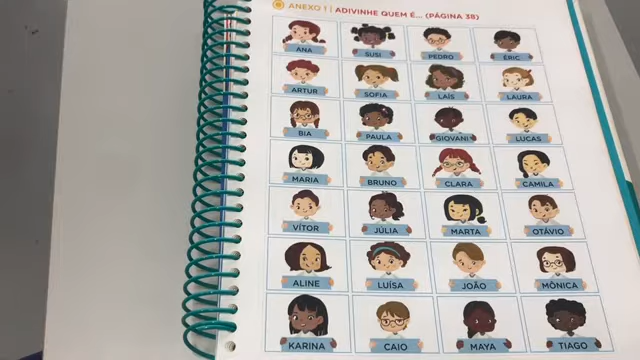 ANEXO 1 | ADIVINHE QUEM É... (PÁGINA 38)
ANA SUSI PEDRO ÉRIC
ARTUR SOFIA LAÍS LAURA
BIA PAULA GIOVANI LUCAS
MARIA BRUNO CLARA CAMILA
VÍTOR JÚLIA MARTA OTÁVIO
ALINE LUÍSA JOÃO MÔNICA
KARINA CAIO MAYA TIAGO